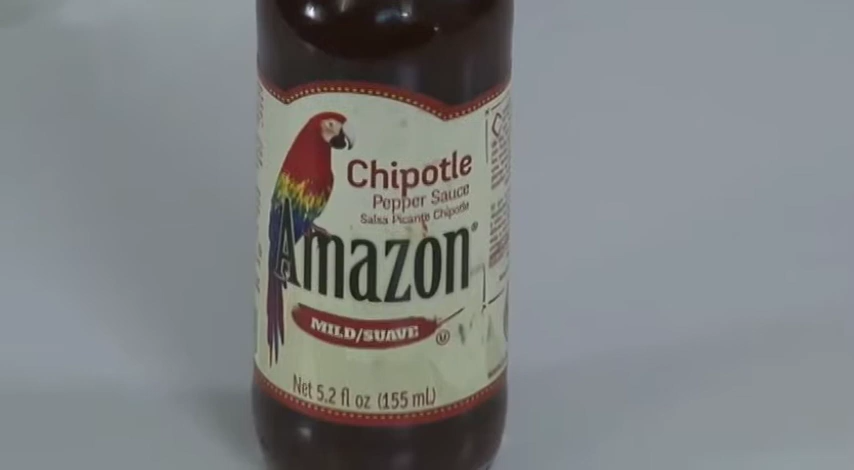 Chipotle
Pepper Sauce
Salsa Picante Chipotle
Amazon®
MILD/SUAVE
Net 5.2 fl oz (155 mL)